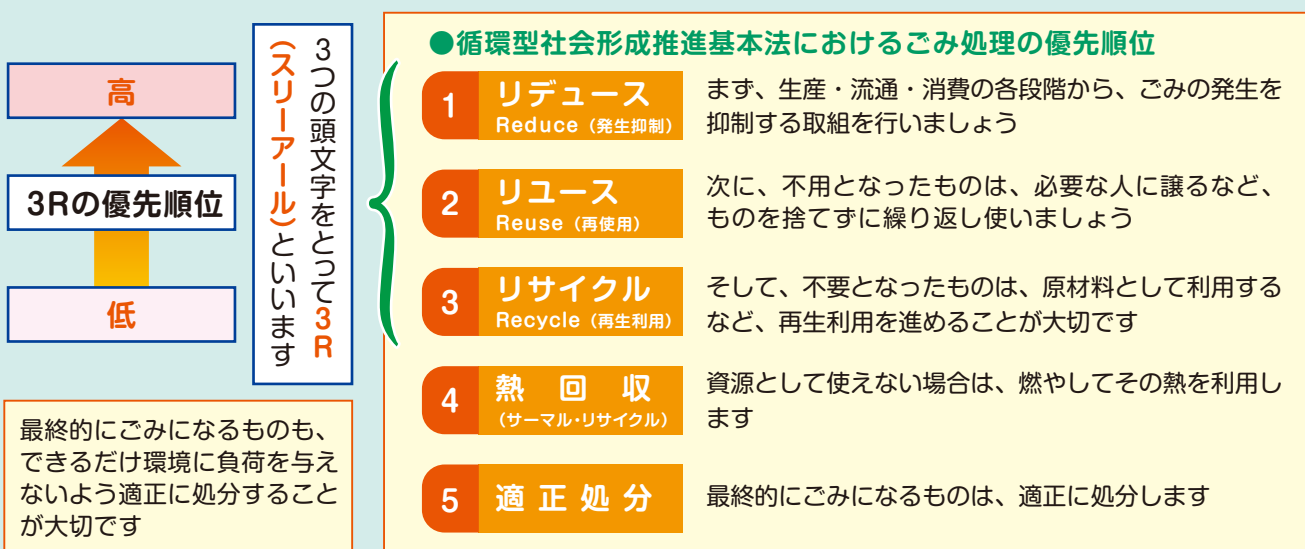 高
3Rの優先順位
低
3つの頭文字をとって3R
(スリーアール)といいます
最終的にごみになるものも、
できるだけ環境に負荷を与え
ないよう適正に処分すること
が大切です
●循環型社会形成推進基本法におけるごみ処理の優先順位
1
リデュース
Reduce(発生抑制)
まず、生産・流通・消費の各段階から、ごみの発生を
抑制する取組を行いましょう
2
リユース
Reuse(再使用)
次に、不用となったものは、必要な人に譲るなど、
ものを捨てずに繰り返し使いましょう
3
リサイクル
Recycle(再生利用)
そして、不要となったものは、原材料として利用する
など、再生利用を進めることが大切です
4
熱回収
(サーマル・リサイクル)
資源として使えない場合は、燃やしてその熱を利用し
ます
5
適正処分
最終的にごみになるものは、適正に処分します